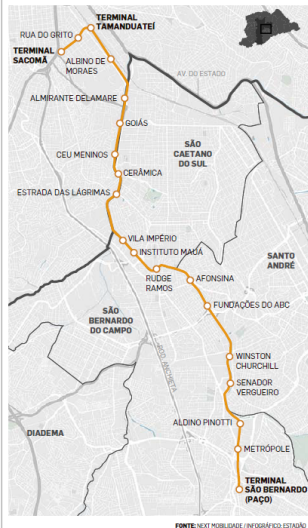 TERMINAL
TAMANDUATEÍ
RUA DO GRITO
TERMINAL
SACOMÃ
ALBINO DE
MORAES
AV. DO ESTADO
ALMIRANTE DELAMARE
GOIÁS
SÃO
CAETANO
DO SUL
CEU MENINOS
CERÂMICA
ESTRADA DAS LÁGRIMAS
VILA IMPÉRIO
INSTITUTO MAUÁ
SANTO
ANDRÉ
RUDGE
RAMOS
AFONSINA
SÃO
BERNARDO
DO CAMPO
FUNDAÇÕES DO ABC
ROD. ANCHIETA
WINSTON
CHURCHILL
SENADOR
VERGUEIRO
ALDINO PINOTTI
DIADEMA
METRÓPOLE
TERMINAL
SÃO BERNARDO
(PAÇO)
FONTE: NEXT MOBILIDADE / INFOGRÁFICO: ESTADÃO